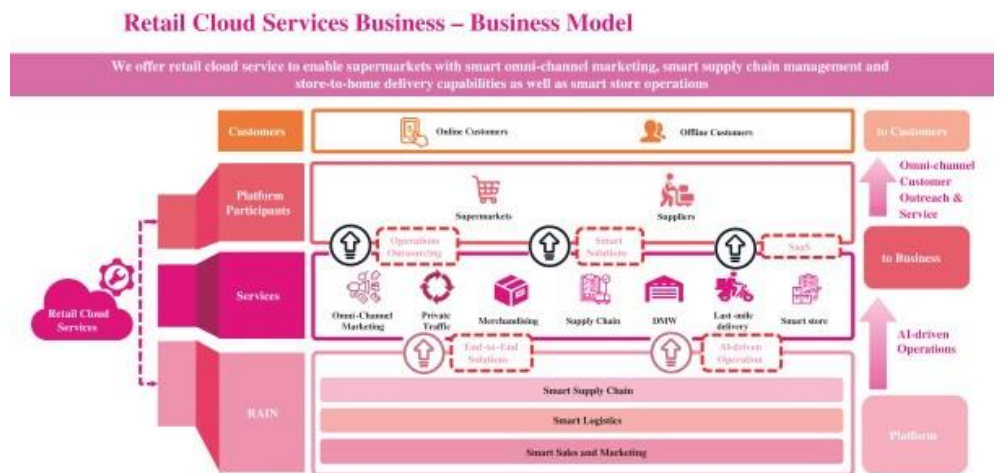 Retail Cloud Services Business – Business Model
We offer retail cloud service to enable supermarkets with smart omni-channel marketing, smart supply chain management and
store-to-home delivery capabilities as well as smart store operations
Customers
Online Customers
Offline Customers
to Customers
Platform
Participants
Supermarkets
Suppliers
Omni-channel
Customer
Outreach &
Service
Operations
Outsourcing
Smart
Solutions
SaaS
to Business
Retail Cloud
Services
Services
Omni-Channel
Marketing
Private
Traffic
Merchandising
Supply Chain
DMW
Last-mile
delivery
Smart store
End-to-End
Solutions
AI-driven
Operation
AI-driven
Operations
RAIN
Smart Supply Chain
Smart Logistics
Smart Sales and Marketing
Platform